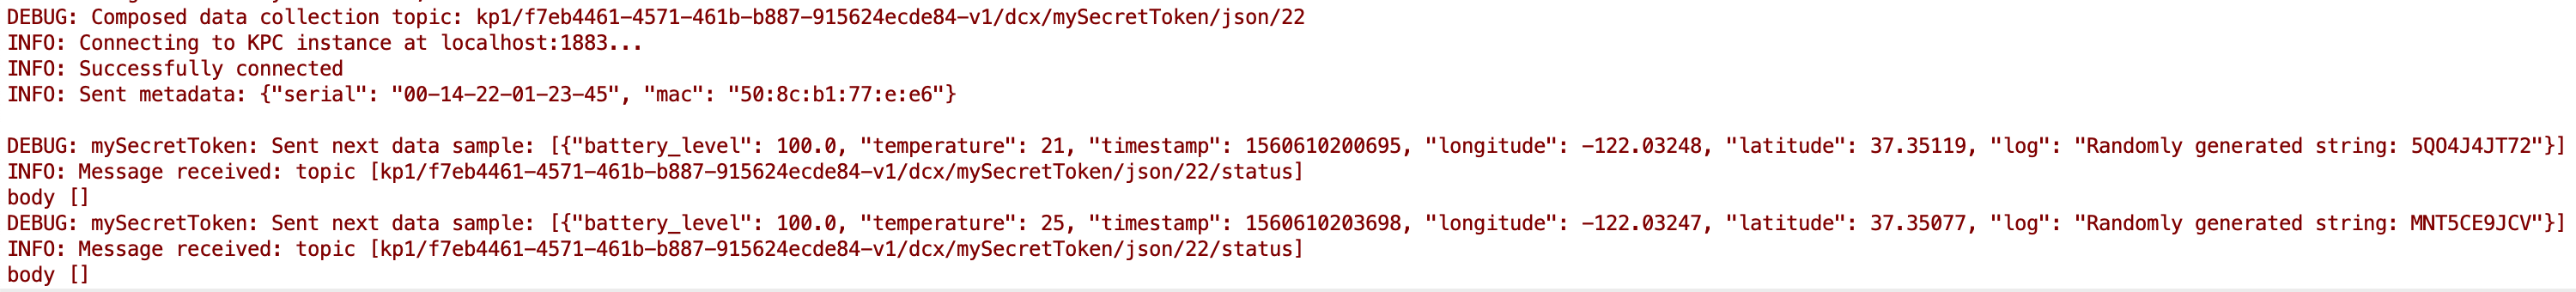 DEBUG: Composed data collection topic: kp1/f7eb4461-4571-461b-b887-915624ecde84-v1/dcx/mySecretToken/json/22
INFO: Connecting to KPC instance at localhost:1883...
INFO: Successfully connected
INFO: Sent metadata: {"serial": "00-14-22-01-23-45", "mac": "50:8c:b1:77:e:e6"}
DEBUG: mySecretToken: Sent next data sample: [{"battery_level": 100.0, "temperature": 21, "timestamp": 1560610200695, "longitude": -122.03248, "latitude": 37.35119, "log": "Randomly generated string: 5QO4J4JT72"}]
INFO: Message received: topic [kp1/f7eb4461-4571-461b-b887-915624ecde84-v1/dcx/mySecretToken/json/22/status]
body []
DEBUG: mySecretToken: Sent next data sample: [{"battery_level": 100.0, "temperature": 25, "timestamp": 1560610203698, "longitude": -122.03247, "latitude": 37.35077, "log": "Randomly generated string: MNT5CE9JCV"}]
INFO: Message received: topic [kp1/f7eb4461-4571-461b-b887-915624ecde84-v1/dcx/mySecretToken/json/22/status]
body []